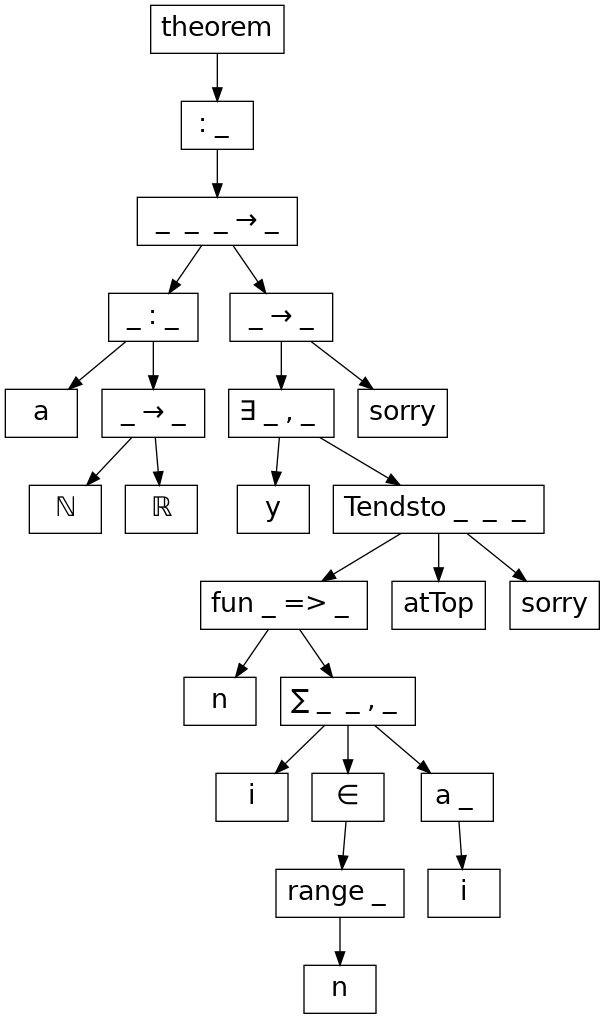 theorem
: _
_ _ _ → _
_ : _
_ → _
a
_ → _
∃ _ , _
sorry
ℕ
ℝ
y
Tendsto _ _ _
fun _ => _
atTop
sorry
n
∑ _ _ , _
i
∈
a _
range _
i
n